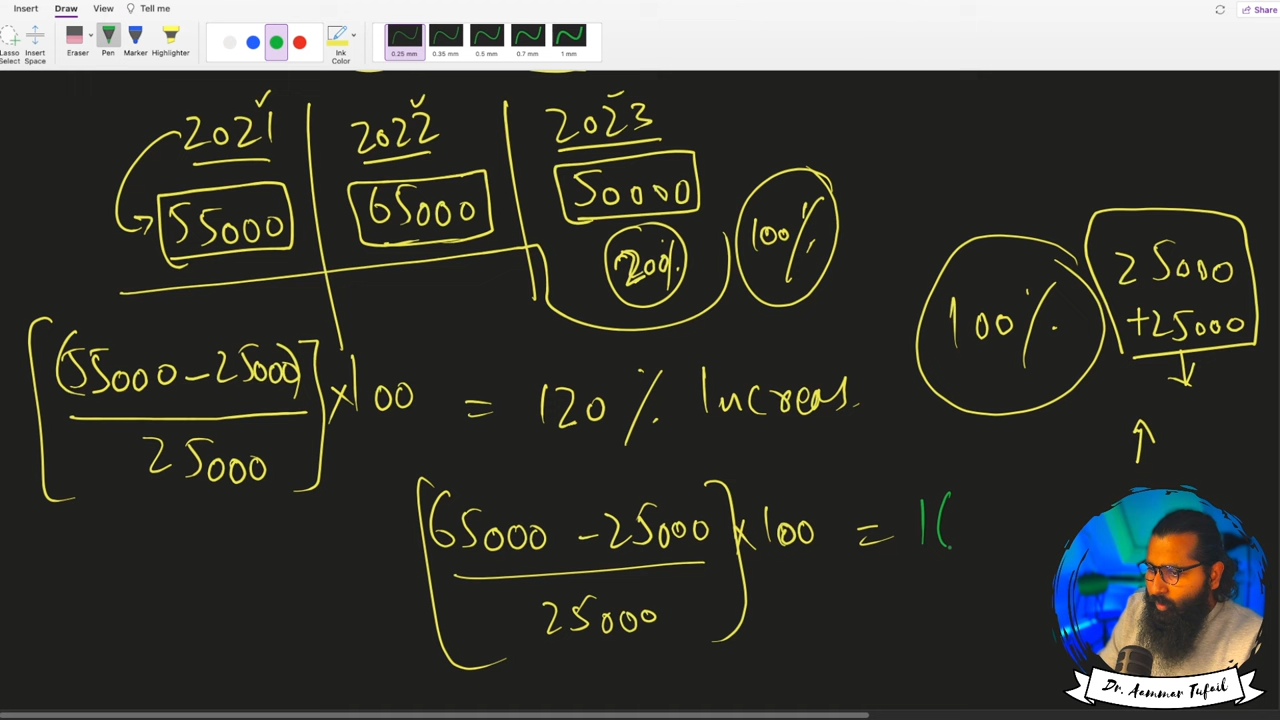 Insert Draw View Tell me
Share
Lasso Select
Insert Space
Eraser
Pen
Marker
Highlighter
Ink Color
0.25 mm
0.35 mm
0.5 mm
0.7 mm
1 mm
2021 2022 2023
55000 65000 50000
200% 100%
100%
25000
+25000
[(55000-25000)/25000]×100 = 120% Increas.
[65000-25000/25000]×100 = 16
Dr. Aammar Tufail